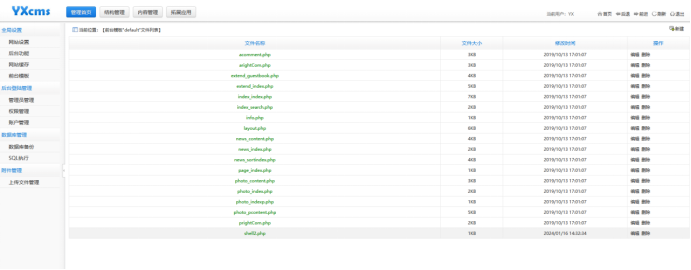 YXcms
管理首页 结构管理 内容管理 拓展应用
当前用户：YX 首页 后退 前进 刷新 退出
全局设置
网站设置
后台功能
网站缓存
前台模板
后台密码管理
管理员管理
权限管理
账户管理
数据库管理
数据库备份
SQL执行
附件管理
上传文件管理
当前位置：【前台模板"default"文件列表】 新建
文件名称 文件大小 修改时间 操作
acomment.php 3KB 2019/10/13 17:01:07 编辑 删除
arightCom.php 3KB 2019/10/13 17:01:07 编辑 删除
extend_guestbook.php 4KB 2019/10/13 17:01:07 编辑 删除
extend_index.php 5KB 2019/10/13 17:01:07 编辑 删除
index_index.php 7KB 2019/10/13 17:01:07 编辑 删除
index_search.php 2KB 2019/10/13 17:01:07 编辑 删除
info.php 1KB 2019/10/13 17:01:07 编辑 删除
layout.php 6KB 2019/10/13 17:01:07 编辑 删除
news_content.php 4KB 2019/10/13 17:01:07 编辑 删除
news_index.php 2KB 2019/10/13 17:01:07 编辑 删除
news_sortindex.php 4KB 2019/10/13 17:01:07 编辑 删除
page_index.php 1KB 2019/10/13 17:01:07 编辑 删除
photo_content.php 3KB 2019/10/13 17:01:07 编辑 删除
photo_index.php 2KB 2019/10/13 17:01:07 编辑 删除
photo_indexp.php 1KB 2019/10/13 17:01:07 编辑 删除
photo_pcontent.php 5KB 2019/10/13 17:01:07 编辑 删除
prightCom.php 2KB 2019/10/13 17:01:07 编辑 删除
shell2.php 1KB 2024/01/16 14:32:24 编辑 删除